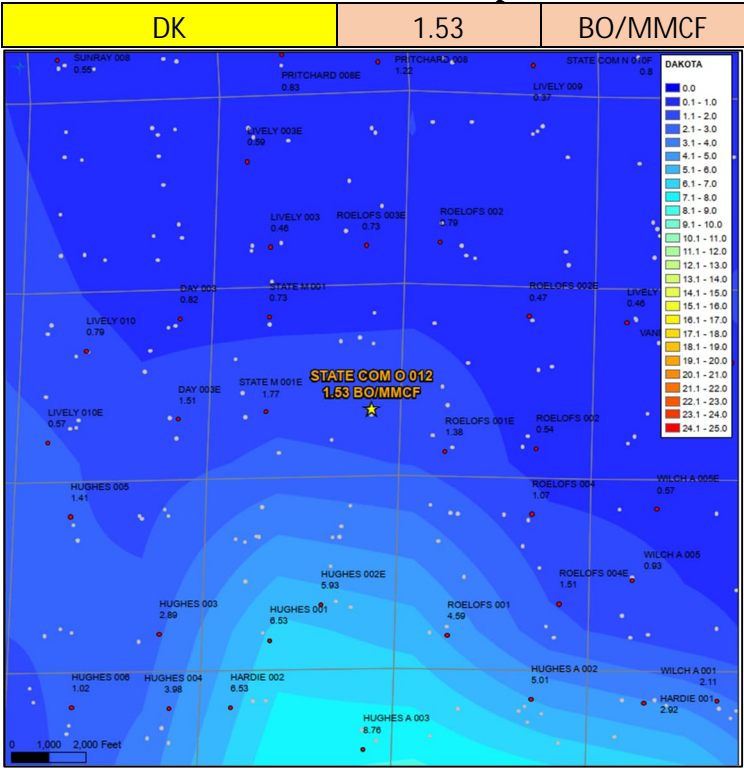 DK 1.53 BO/MMCF
SUNRAY 008
0.55
PRITCHARD 008E
0.83
PRITCHARD 008
1.22
STATE COM N 010F
0.8
LIVELY 009
0.37
LIVELY 003E
0.59
LIVELY 003
0.46
ROELOFS 003E
0.73
ROELOFS 002
0.79
DAY 003
0.82
STATE M 001
0.73
ROELOFS 002E
0.47
LIVELY
0.46
VAN
LIVELY 010
0.79
STATE COM O 012
1.53 BO/MMCF
DAY 003E
1.51
STATE M 001E
1.77
LIVELY 010E
0.57
ROELOFS 001E
1.38
ROELOFS 002
0.54
HUGHES 005
1.41
ROELOFS 004
1.07
WILCH A 005E
0.57
WILCH A 005
0.93
HUGHES 002E
5.93
ROELOFS 004E
1.51
HUGHES 003
2.89
HUGHES 001
6.53
ROELOFS 001
4.59
HUGHES 006
1.02
HUGHES 004
3.98
HARDIE 002
6.53
HUGHES A 002
5.01
WILCH A 001
2.11
HARDIE 001
2.92
HUGHES A 003
8.76
0 1,000 2,000 Feet
DAKOTA
0.0
0.1 - 1.0
1.1 - 2.0
2.1 - 3.0
3.1 - 4.0
4.1 - 5.0
5.1 - 6.0
6.1 - 7.0
7.1 - 8.0
8.1 - 9.0
9.1 - 10.0
10.1 - 11.0
11.1 - 12.0
12.1 - 13.0
13.1 - 14.0
14.1 - 15.0
15.1 - 16.0
16.1 - 17.0
17.1 - 18.0
18.1 - 19.0
19.1 - 20.0
20.1 - 21.0
21.1 - 22.0
22.1 - 23.0
23.1 - 24.0
24.1 - 25.0